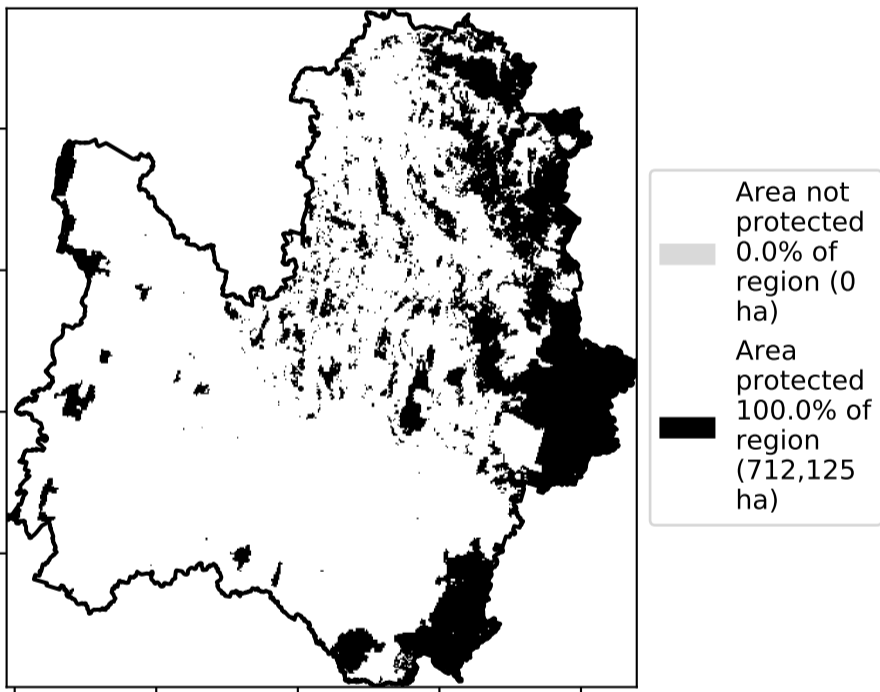 Area not
protected
0.0% of
region (0
ha)
Area
protected
100.0% of
region
(712,125
ha)